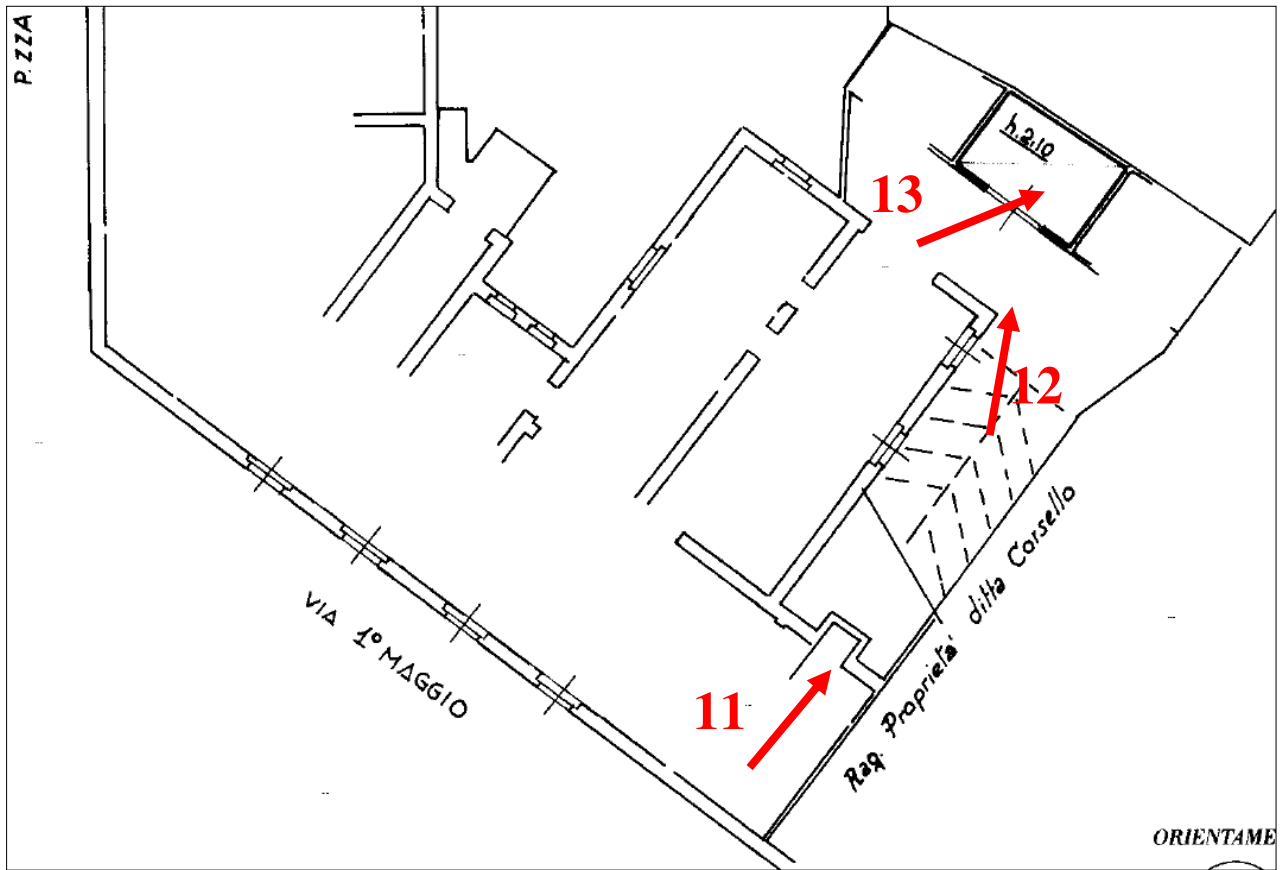 P.ZZA
h.2.10
13
12
VIA 1° MAGGIO
11
Rag. Proprietà ditta Corsello
ORIENTAME